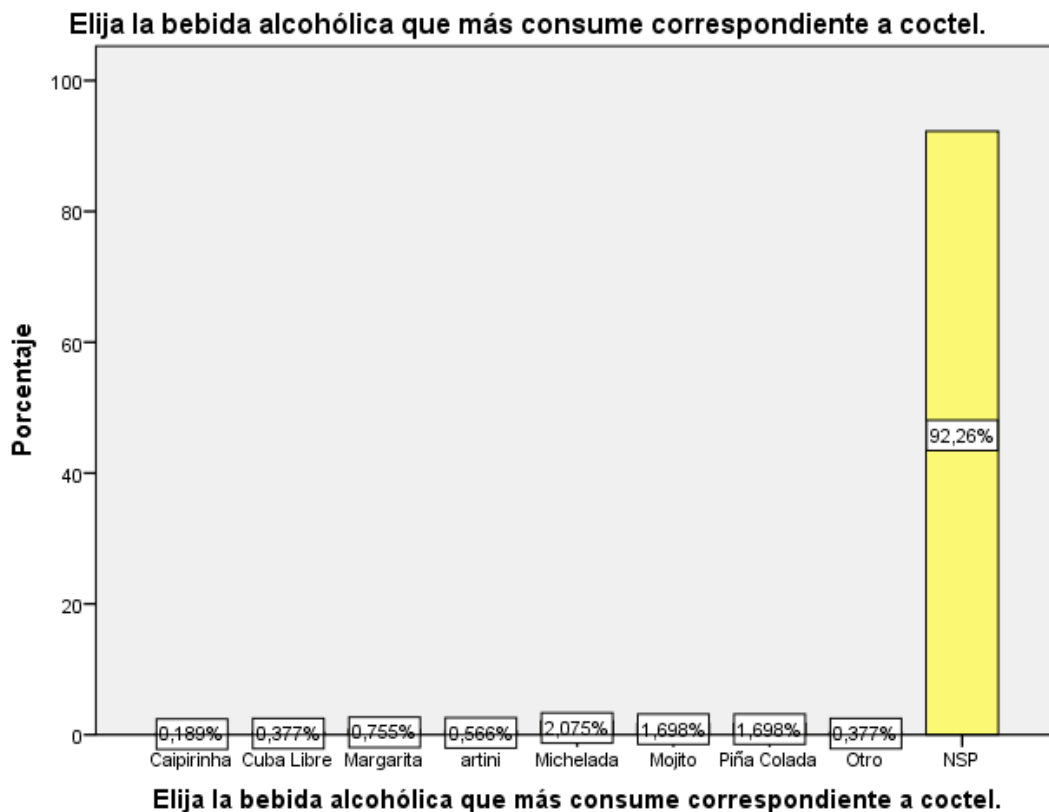 Elija la bebida alcohólica que más consume correspondiente a coctel.
Porcentaje
100
80
60
40
20
0
92,26%
0,189% 0,377% 0,755% 0,566% 2,075% 1,698% 1,698% 0,377%
Caipirinha Cuba Libre Margarita artini Michelada Mojito Piña Colada Otro NSP
Elija la bebida alcohólica que más consume correspondiente a coctel.